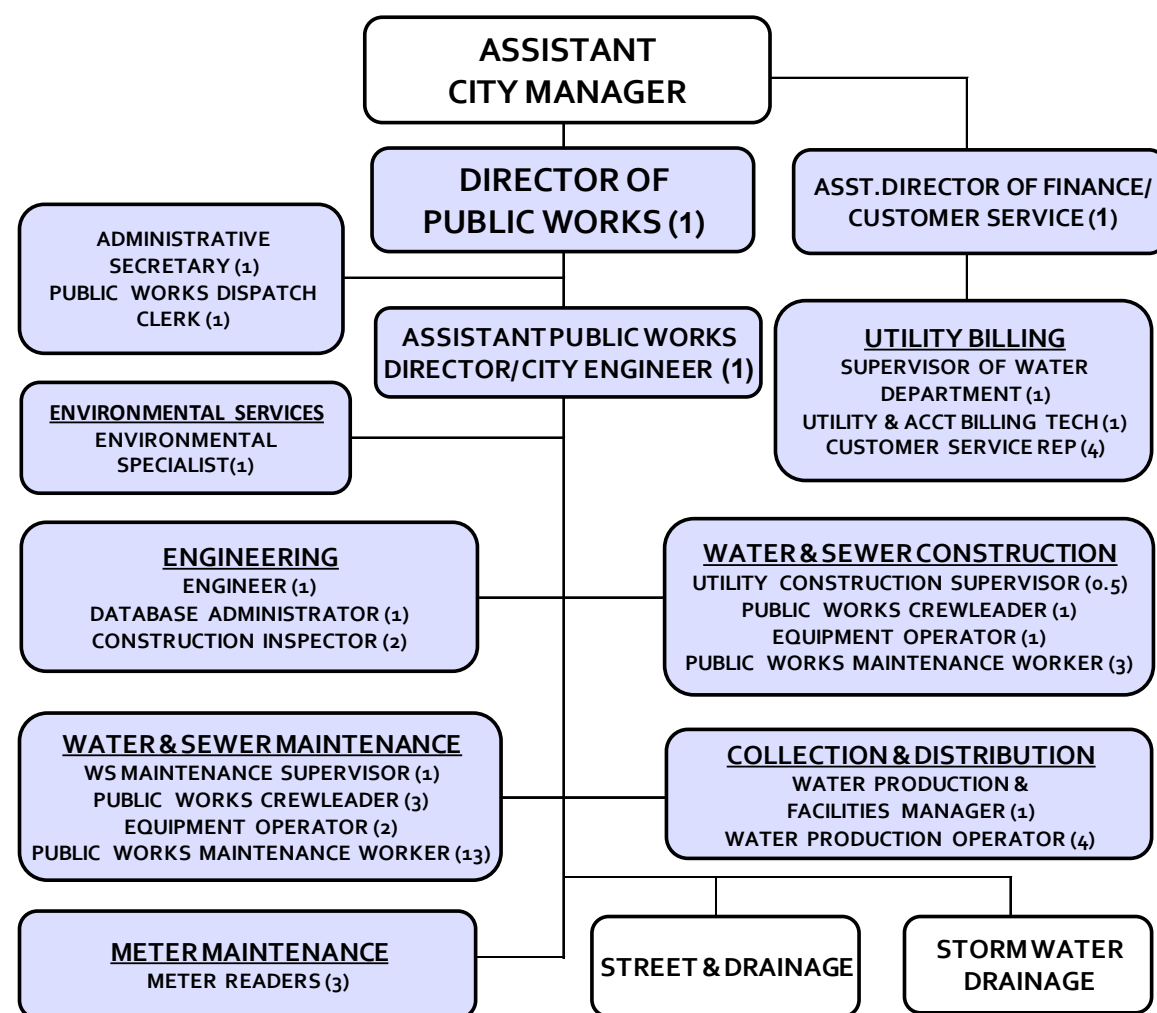 ASSISTANT
CITY MANAGER
DIRECTOR OF
PUBLIC WORKS (1)
ASST. DIRECTOR OF FINANCE/
CUSTOMER SERVICE (1)
ADMINISTRATIVE
SECRETARY (1)
PUBLIC WORKS DISPATCH
CLERK (1)
ASSISTANT PUBLIC WORKS
DIRECTOR/CITY ENGINEER (1)
UTILITY BILLING
SUPERVISOR OF WATER
DEPARTMENT (1)
UTILITY & ACCT BILLING TECH (1)
CUSTOMER SERVICE REP (4)
ENVIRONMENTAL SERVICES
ENVIRONMENTAL
SPECIALIST(1)
ENGINEERING
ENGINEER (1)
DATABASE ADMINISTRATOR (1)
CONSTRUCTION INSPECTOR (2)
WATER & SEWER CONSTRUCTION
UTILITY CONSTRUCTION SUPERVISOR (0.5)
PUBLIC WORKS CREWLEADER (1)
EQUIPMENT OPERATOR (1)
PUBLIC WORKS MAINTENANCE WORKER (3)
WATER & SEWER MAINTENANCE
WS MAINTENANCE SUPERVISOR (1)
PUBLIC WORKS CREWLEADER (3)
EQUIPMENT OPERATOR (2)
PUBLIC WORKS MAINTENANCE WORKER (13)
COLLECTION & DISTRIBUTION
WATER PRODUCTION &
FACILITIES MANAGER (1)
WATER PRODUCTION OPERATOR (4)
METER MAINTENANCE
METER READERS (3)
STREET & DRAINAGE
STORM WATER
DRAINAGE